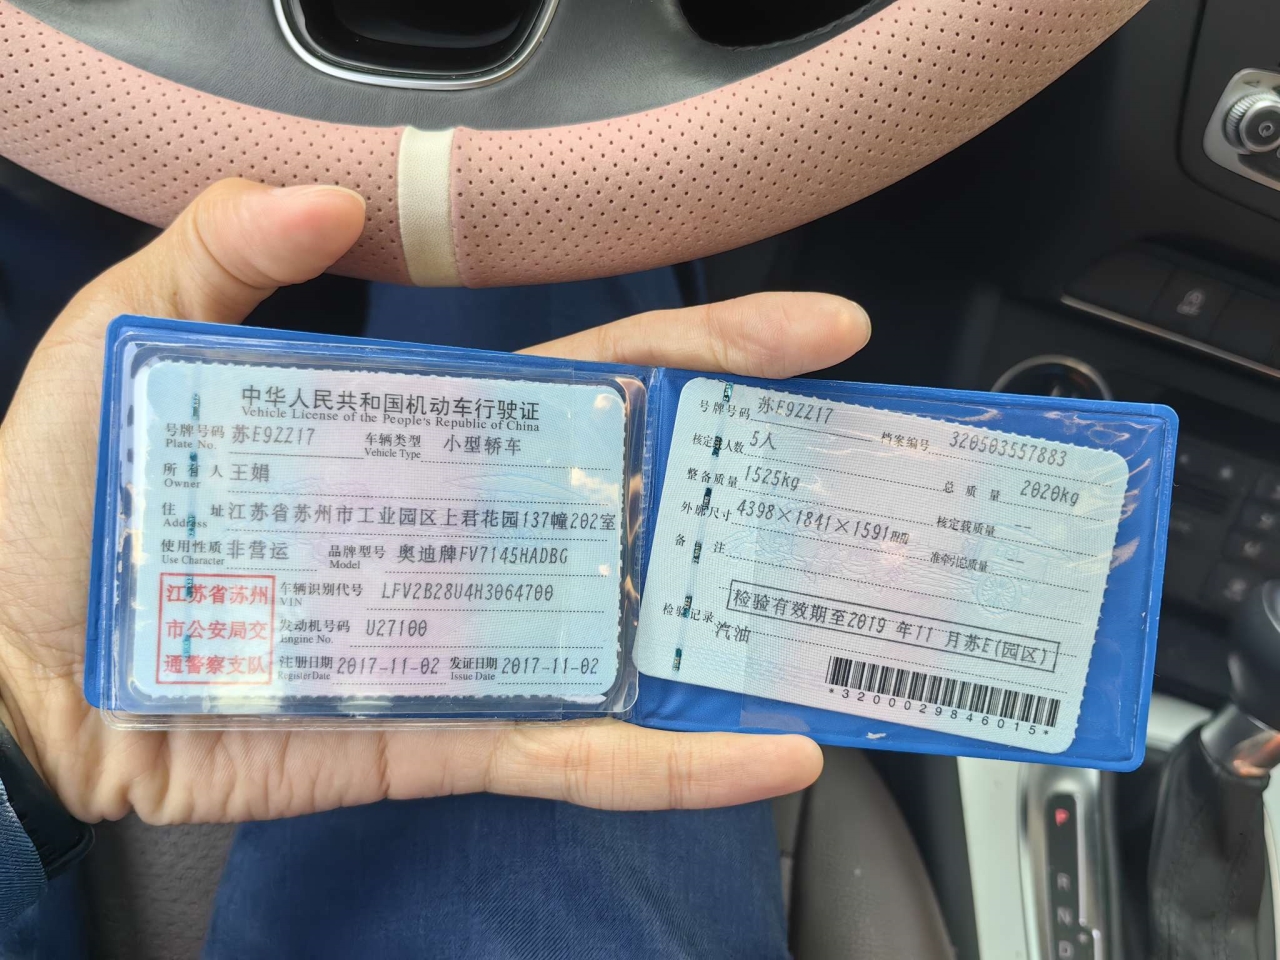 中华人民共和国机动车行驶证
Vehicle License of the People's Republic of China
号牌号码 苏E9ZZ17 车辆类型 小型轿车
Plate No. Vehicle Type
所有人 王娟
Owner
住址 江苏省苏州市工业园区上君花园137幢202室
Address
使用性质 非营运 品牌型号 奥迪牌FV7145HADBG
Use Character Model
江苏省苏州
市公安局交
通警察支队
车辆识别代号 LFV2B28U4H3064700
VIN
发动机号码 U27100
Engine No.
注册日期 2017-11-02 发证日期 2017-11-02
Register Date Issue Date
号牌号码 苏E9ZZ17 档案编号 320503557883
核定载人数 5人
整备质量 1525kg 总质量 2020kg
外廓尺寸 4398×1841×1591mm 核定载质量 --
备注 准牵引总质量 --
检验有效期至2019年11月苏E(园区)
检验记录
汽油
*3200029846015*
P
R
N
D